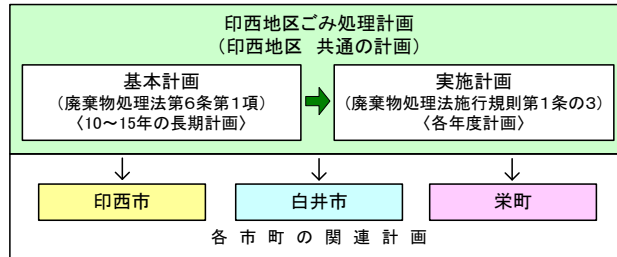 印西地区ごみ処理計画
（印西地区 共通の計画）
基本計画
（廃棄物処理法第６条第１項）
〈10～15年の長期計画〉
実施計画
（廃棄物処理法施行規則第１条の３）
〈各年度計画〉
印西市
白井市
栄町
各市町の関連計画